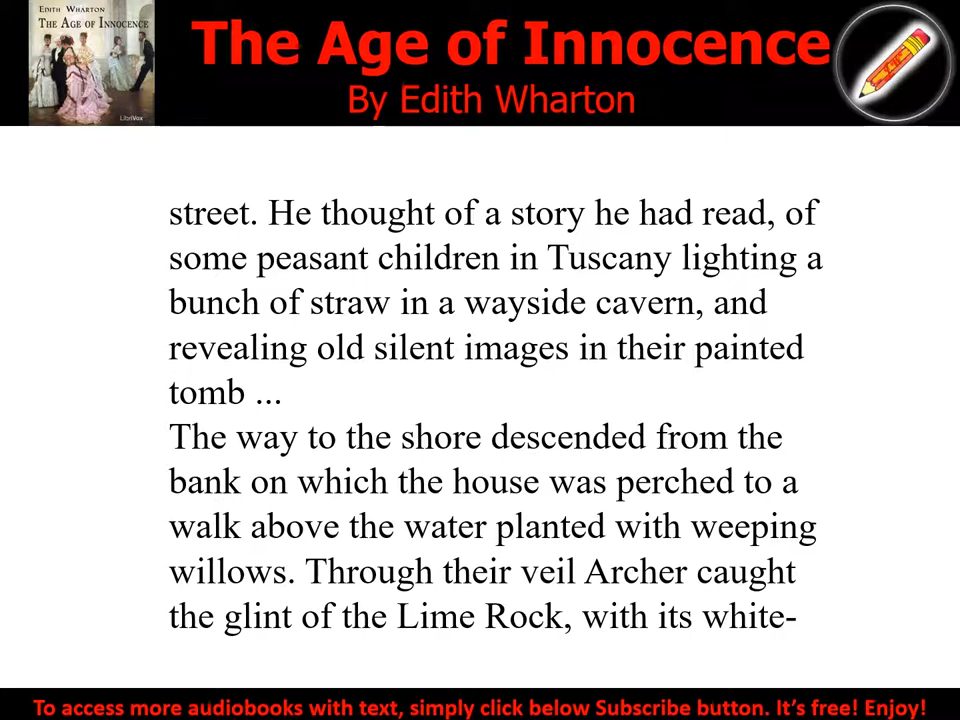 EDITH WHARTON
THE AGE OF INNOCENCE
LibriVox
The Age of Innocence
By Edith Wharton
street. He thought of a story he had read, of
some peasant children in Tuscany lighting a
bunch of straw in a wayside cavern, and
revealing old silent images in their painted
tomb ...
The way to the shore descended from the
bank on which the house was perched to a
walk above the water planted with weeping
willows. Through their veil Archer caught
the glint of the Lime Rock, with its white-
To access more audiobooks with text, simply click below Subscribe button. It's free! Enjoy!